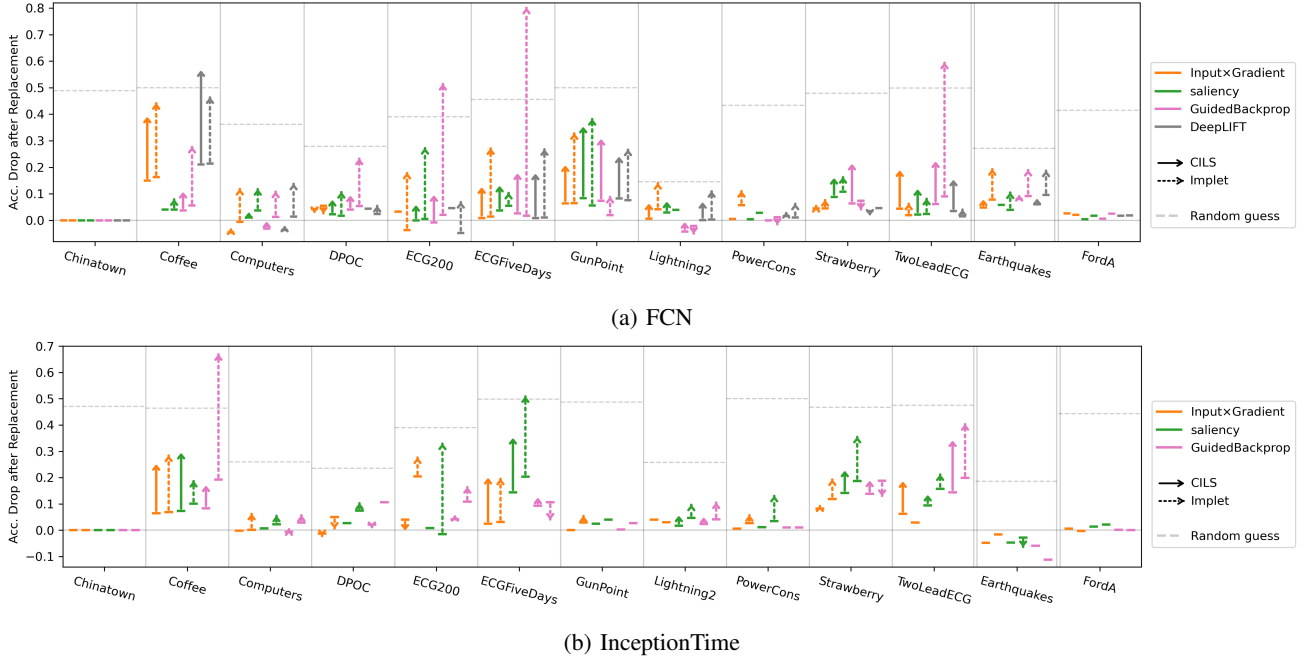 0.8
0.7
0.6
0.5
0.4
0.3
0.2
0.1
0.0
Acc. Drop after Replacement
Chinatown
Coffee
Computers
DPOC
ECG200
ECGFiveDays
GunPoint
Lightning2
PowerCons
Strawberry
TwoLeadECG
Earthquakes
FordA
Input×Gradient
saliency
GuidedBackprop
DeepLIFT
CILS
Implet
Random guess
(a) FCN
0.7
0.6
0.5
0.4
0.3
0.2
0.1
0.0
−0.1
Acc. Drop after Replacement
Chinatown
Coffee
Computers
DPOC
ECG200
ECGFiveDays
GunPoint
Lightning2
PowerCons
Strawberry
TwoLeadECG
Earthquakes
FordA
Input×Gradient
saliency
GuidedBackprop
CILS
Implet
Random guess
(b) InceptionTime